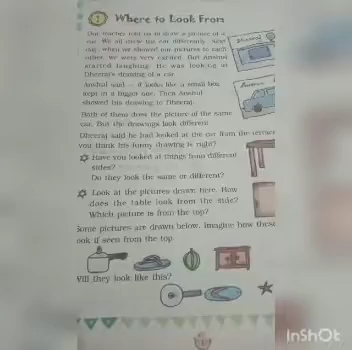 1 Where to Look From
Our teacher told us to draw a picture of a
car. We all drew the car differently. Next
day, when we showed our pictures to each
other, we were very
started laughing. He was looking at
Dheeraj's drawing of a car.
Anshul said — it looks like a small box
kept in a bigger one. Then Anshul
showed his drawing to Dheeraj.
Both of them drew the picture of the same
car. But the drawings look different.
Dheeraj said he had looked at the car from the terrace
you think his funny drawing is right?
Have you looked at things from different
sides?
Do they look the same or different?
Look at the pictures drawn here. How
does the table look from the side?
Which picture is from the top?
Some pictures are drawn below. Imagine how these
ook if seen from the top.
Will they look like this?
Dheeraj
InShOt